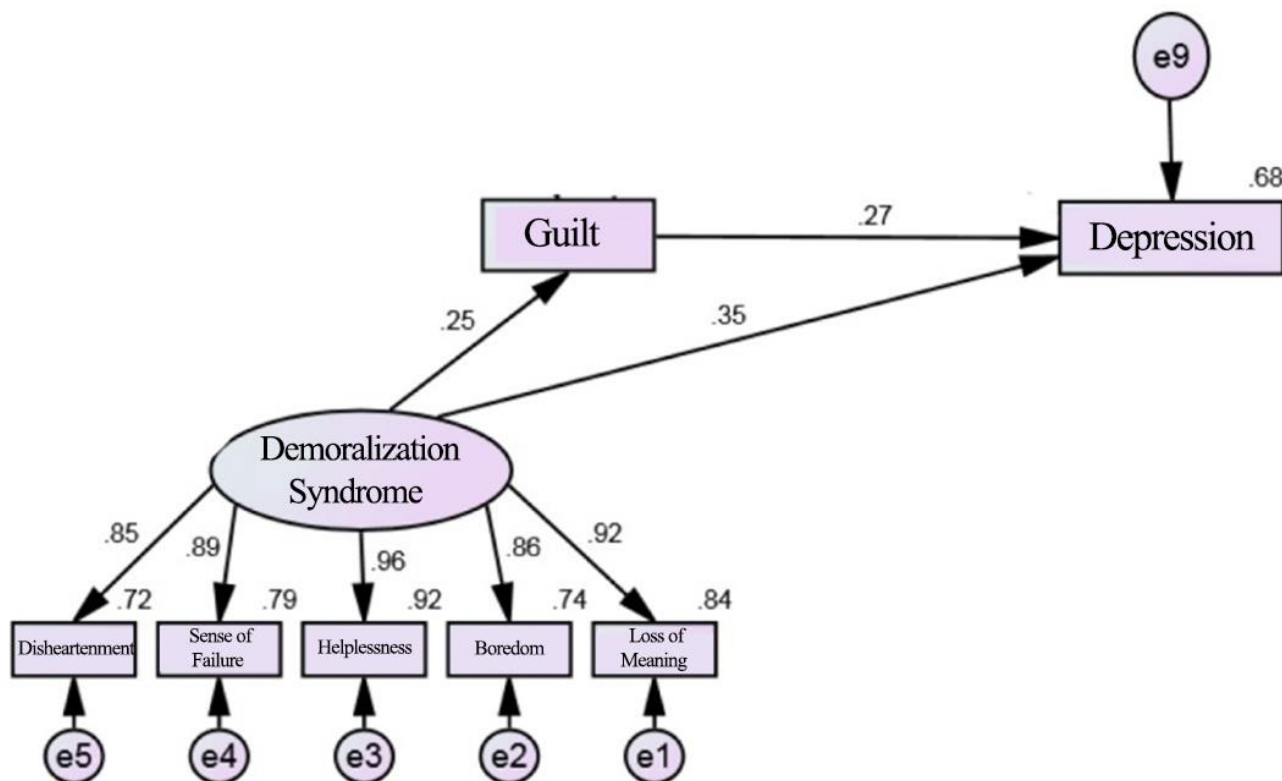 e9
.68
Guilt
.27
Depression
.25
.35
Demoralization
Syndrome
.85
.89
.96
.86
.92
.72
.79
.92
.74
.84
Disheartenment
Sense of
Failure
Helplessness
Boredom
Loss of
Meaning
e5
e4
e3
e2
e1